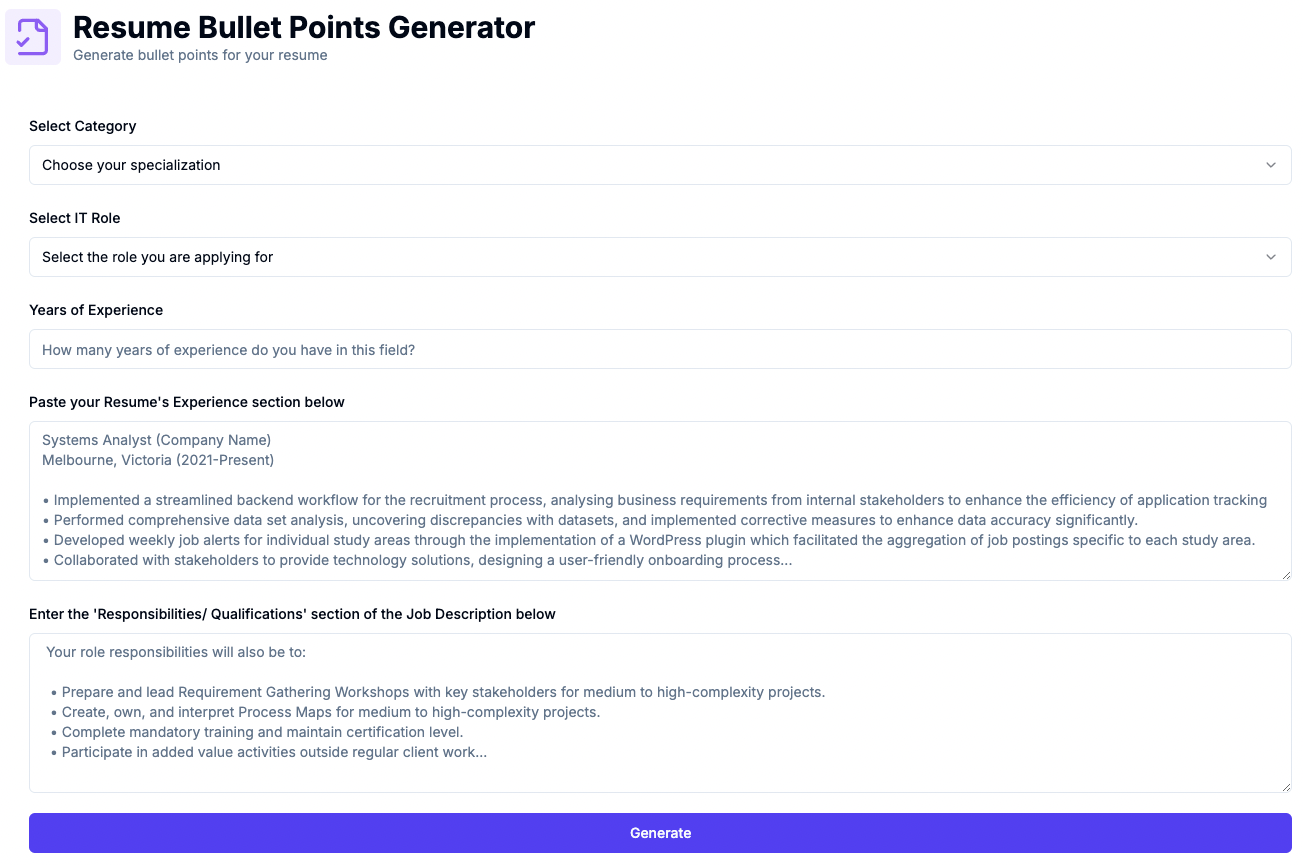 Resume Bullet Points Generator
Generate bullet points for your resume
Select Category
Choose your specialization
Select IT Role
Select the role you are applying for
Years of Experience
How many years of experience do you have in this field?
Paste your Resume's Experience section below
Systems Analyst (Company Name)
Melbourne, Victoria (2021-Present)
• Implemented a streamlined backend workflow for the recruitment process, analysing business requirements from internal stakeholders to enhance the efficiency of application tracking
• Performed comprehensive data set analysis, uncovering discrepancies with datasets, and implemented corrective measures to enhance data accuracy significantly.
• Developed weekly job alerts for individual study areas through the implementation of a WordPress plugin which facilitated the aggregation of job postings specific to each study area.
• Collaborated with stakeholders to provide technology solutions, designing a user-friendly onboarding process...
Enter the 'Responsibilities/ Qualifications' section of the Job Description below
Your role responsibilities will also be to:
• Prepare and lead Requirement Gathering Workshops with key stakeholders for medium to high-complexity projects.
• Create, own, and interpret Process Maps for medium to high-complexity projects.
• Complete mandatory training and maintain certification level.
• Participate in added value activities outside regular client work...
Generate